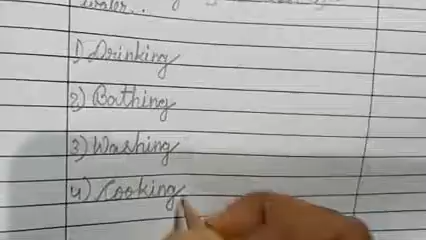 water...
1) Drinking
2) Bathing
3) Washing
4) Cooking